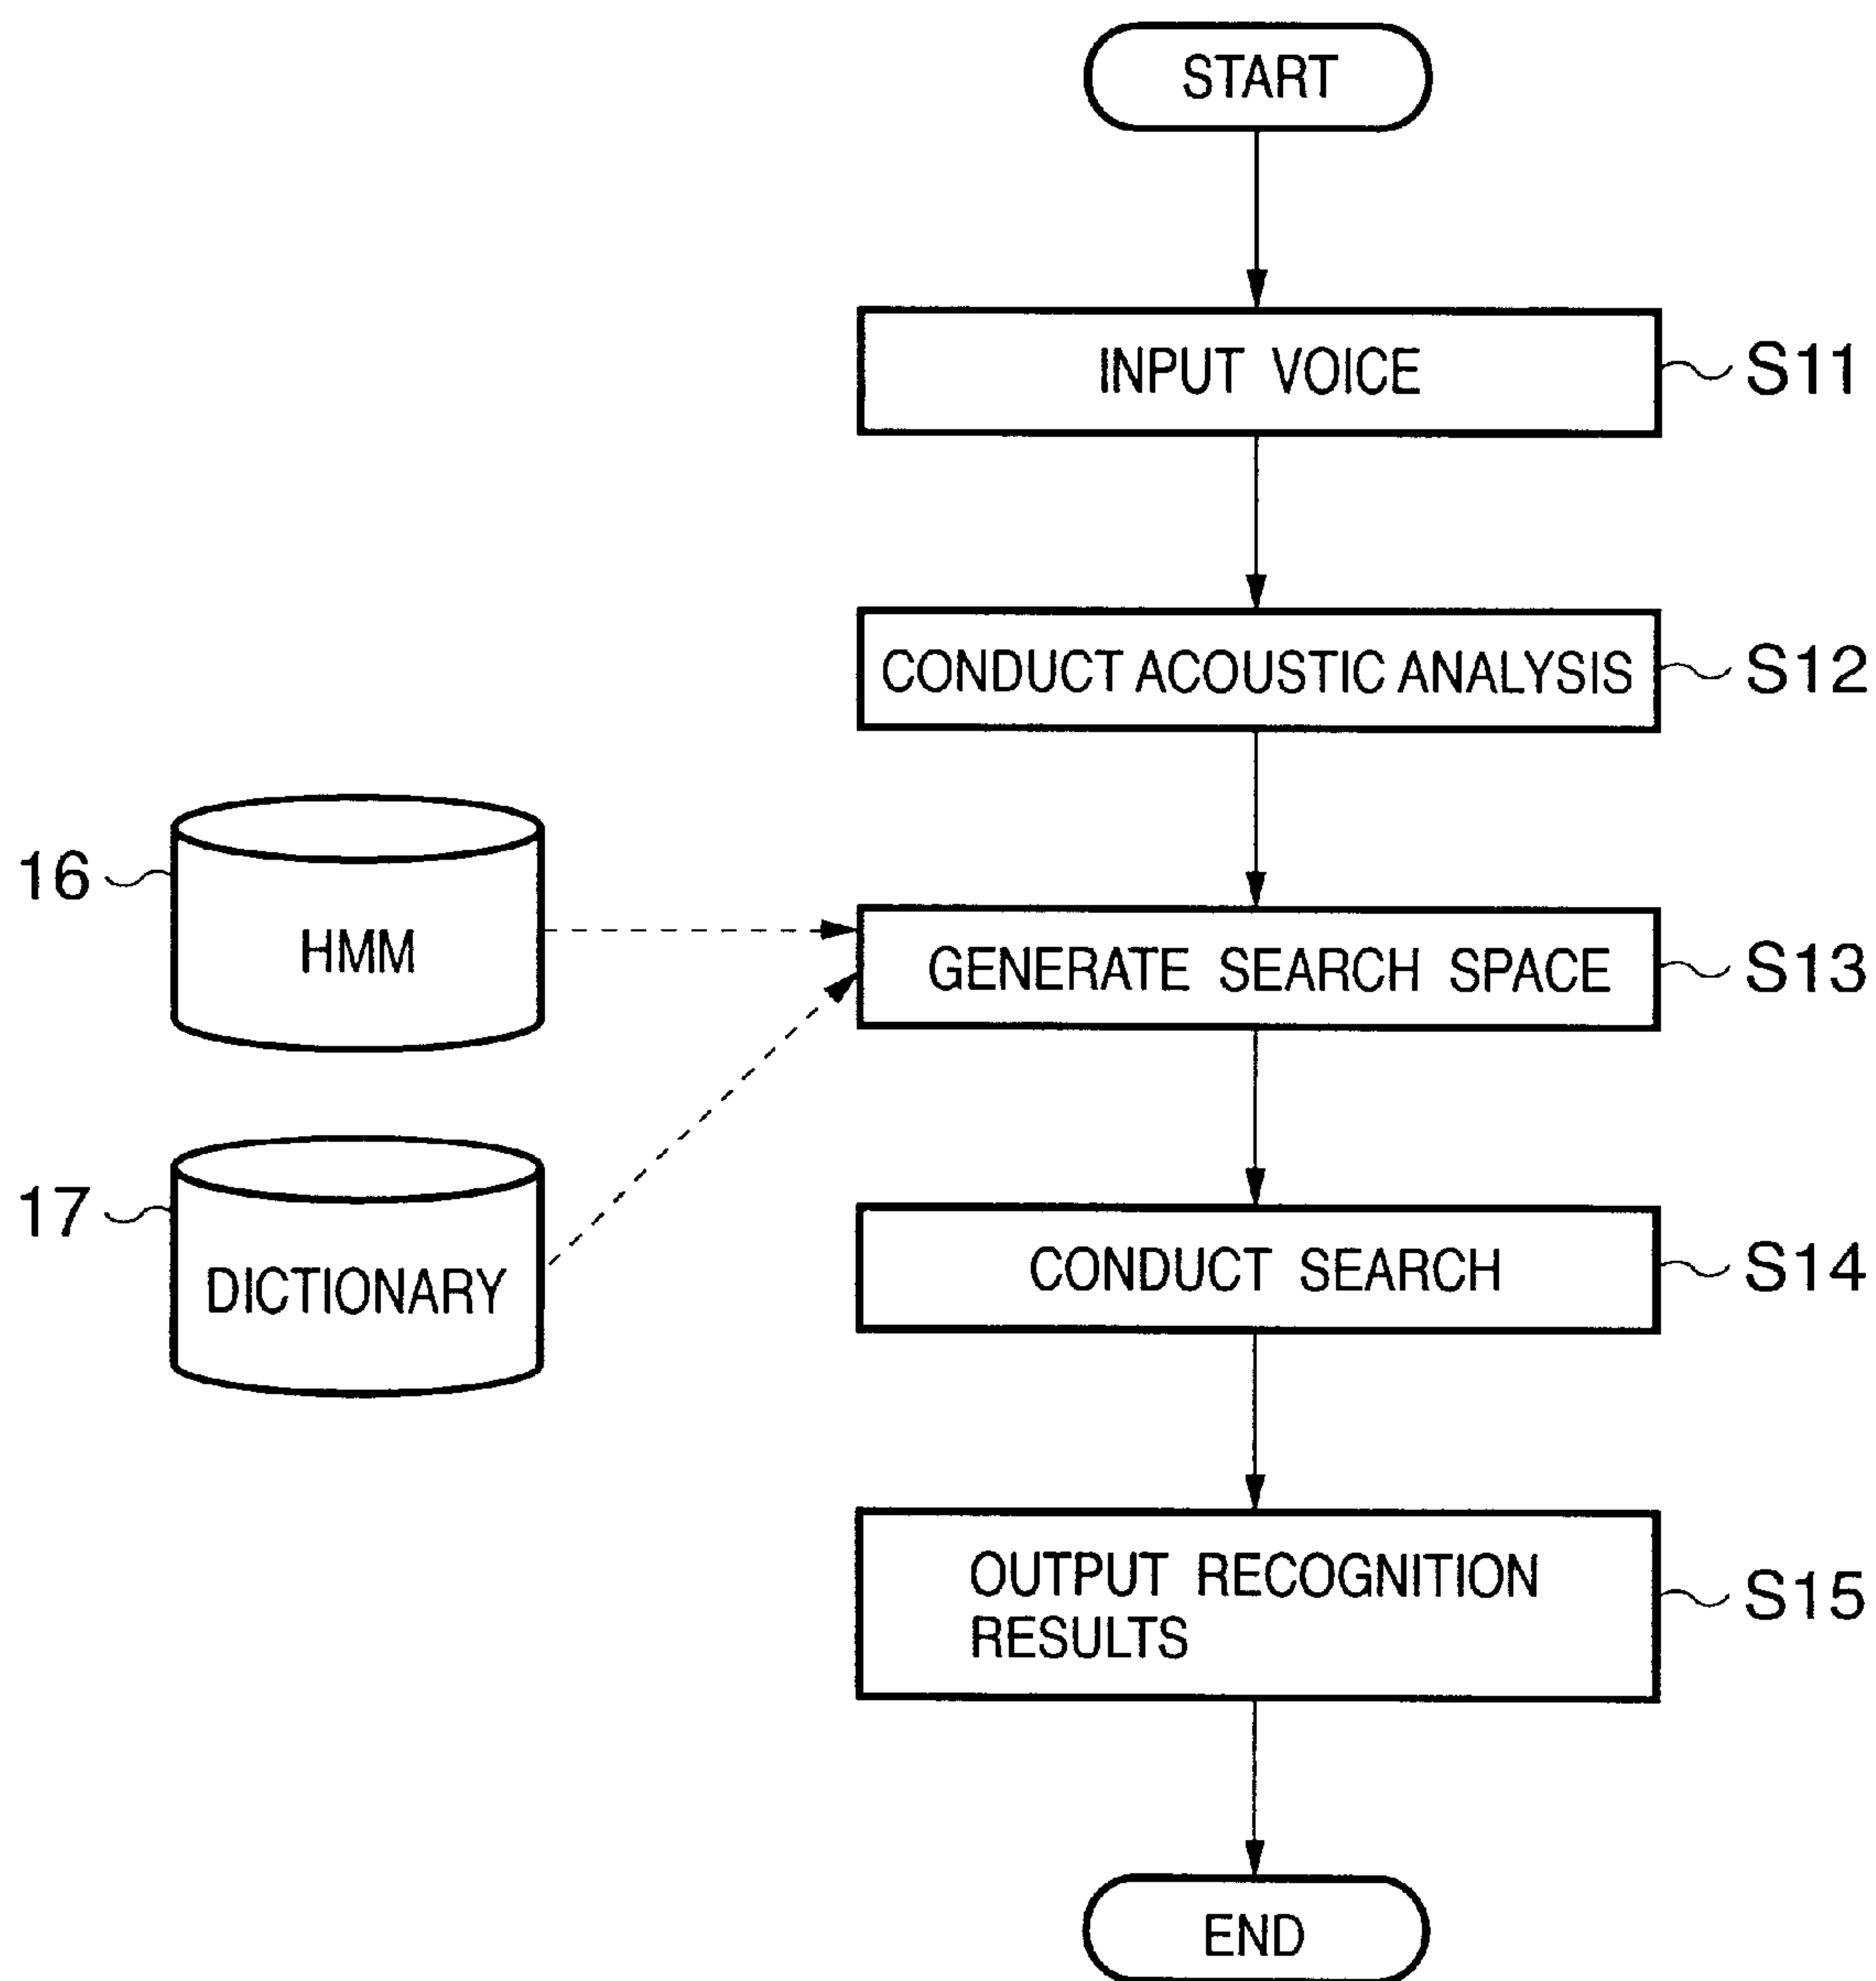 START
INPUT VOICE
S11
CONDUCT ACOUSTIC ANALYSIS
S12
16
HMM
GENERATE SEARCH SPACE
S13
17
DICTIONARY
CONDUCT SEARCH
S14
OUTPUT RECOGNITION
RESULTS
S15
END